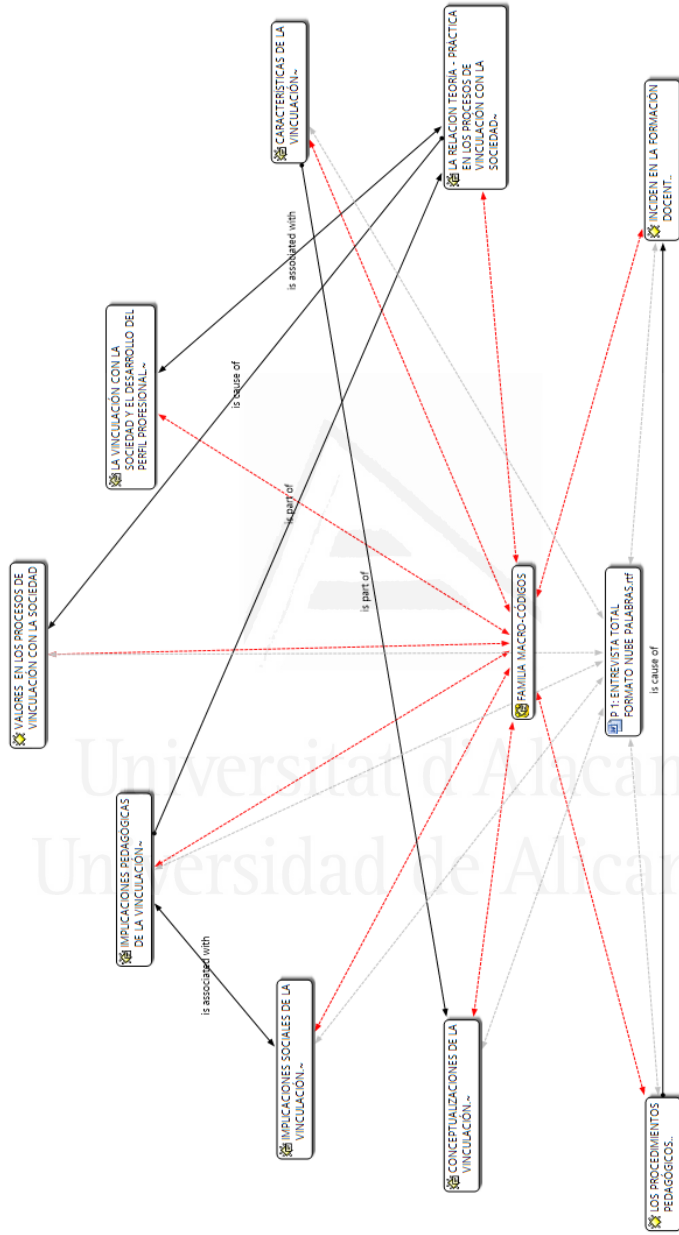 VALORES EN LOS PROCESOS DE
VINCULACIÓN CON LA SOCIEDAD
IMPLICACIONES PEDAGOGICAS
DE LA VINCULACIÓN~
LA VINCULACIÓN CON LA
SOCIEDAD Y EL DESARROLLO DEL
PERFIL PROFESIONAL.~
IMPLICACIONES SOCIALES DE LA
VINCULACIÓN.~
CARACTERÍSTICAS DE LA
VINCULACIÓN~
is associated with
is associated with
is cause of
is part of
is part of
CONCEPTUALIZACIONES DE LA
VINCULACIÓN.~
LA RELACION TEORÍA - PRÁCTICA
EN LOS PROCESOS DE
VINCULACIÓN CON LA
SOCIEDAD~
FAMILIA MACRO-CÓDIGOS
P 1: ENTREVISTA TOTAL
FORMATO NUBE PALABRAS.rtf
is cause of
LOS PROCEDIMIENTOS
PEDAGÓGICOS..
INCIDEN EN LA FORMACIÓN
DOCENT..
Universitat d'Alacan
Universidad de Alican